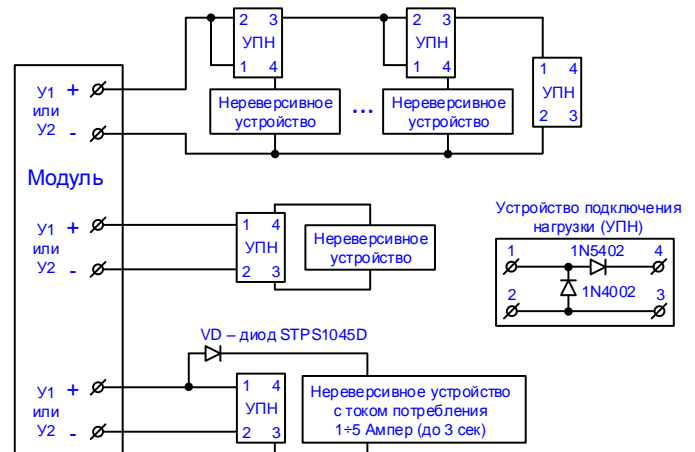 2 3
УПН
1 4
2 3
УПН
1 4
1 4
УПН
2 3
У1 +
или
У2 -
Нереверсивное
устройство
...
Нереверсивное
устройство
Модуль
У1 +
или
У2 -
1 4
УПН
2 3
Нереверсивное
устройство
Устройство подключения
нагрузки (УПН)
1 1N5402 4
1N4002
2 3
VD – диод STPS1045D
У1 +
или
У2 -
1 4
УПН
2 3
Нереверсивное устройство
с током потребления
1÷5 Ампер (до 3 сек)